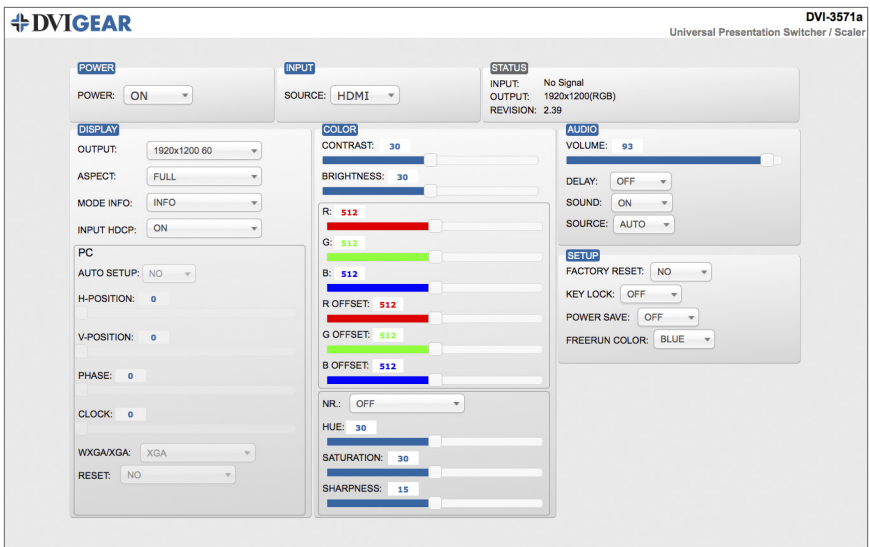 DVIGEAR
DVI-3571a
Universal Presentation Switcher / Scaler
POWER
POWER: ON
INPUT
SOURCE: HDMI
STATUS
INPUT: No Signal
OUTPUT: 1920x1200(RGB)
REVISION: 2.39
DISPLAY
OUTPUT: 1920x1200 60
ASPECT: FULL
MODE INFO: INFO
INPUT HDCP: ON
PC
AUTO SETUP: NO
H-POSITION: 0
V-POSITION: 0
PHASE: 0
CLOCK: 0
WXGA/XGA: XGA
RESET: NO
COLOR
CONTRAST: 30
BRIGHTNESS: 30
R: 512
G: 512
B: 512
R OFFSET: 512
G OFFSET: 512
B OFFSET: 512
NR.: OFF
HUE: 30
SATURATION: 30
SHARPNESS: 15
AUDIO
VOLUME: 93
DELAY: OFF
SOUND: ON
SOURCE: AUTO
SETUP
FACTORY RESET: NO
KEY LOCK: OFF
POWER SAVE: OFF
FREERUN COLOR: BLUE